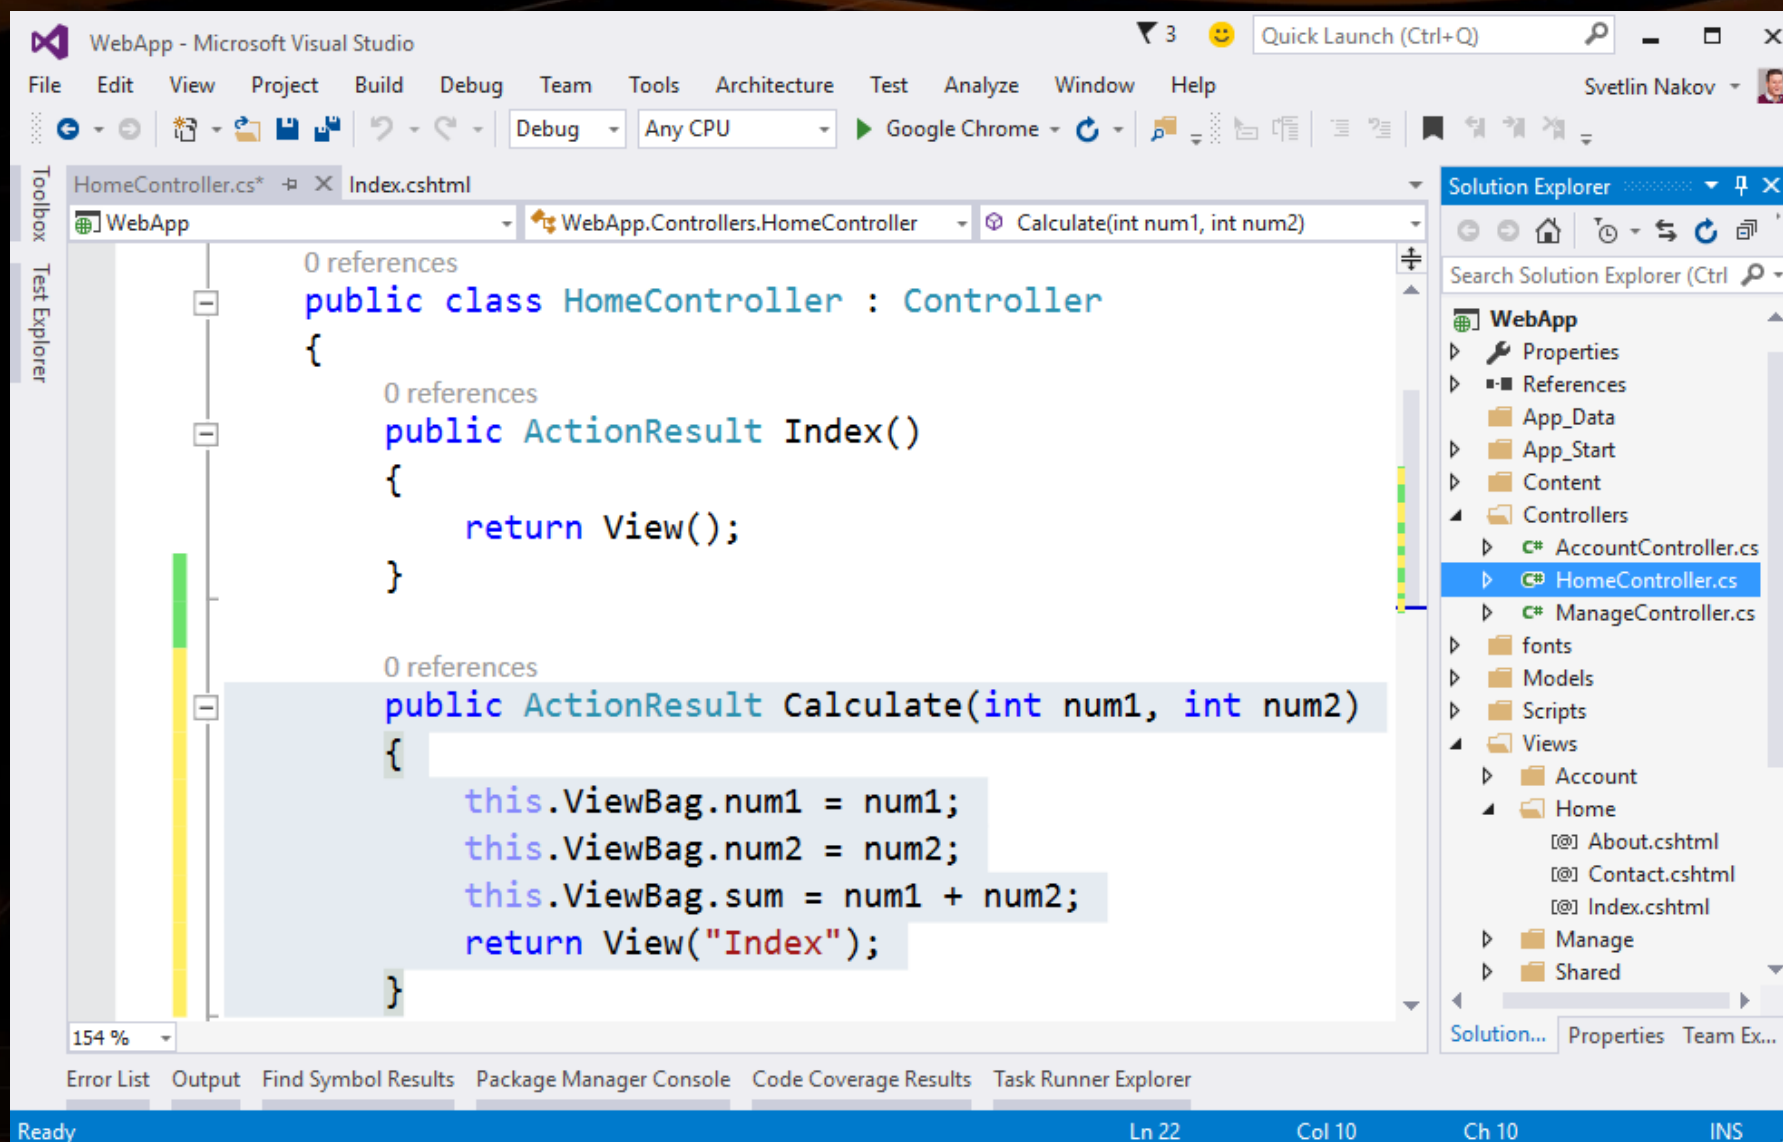 WebApp - Microsoft Visual Studio
3
Quick Launch (Ctrl+Q)
File Edit View Project Build Debug Team Tools Architecture Test Analyze Window Help
Svetlin Nakov
Debug
Any CPU
Google Chrome
Toolbox
Test Explorer
HomeController.cs* Index.cshtml
WebApp
WebApp.Controllers.HomeController
Calculate(int num1, int num2)
0 references
public class HomeController : Controller
{
0 references
public ActionResult Index()
{
return View();
}
0 references
public ActionResult Calculate(int num1, int num2)
{
this.ViewBag.num1 = num1;
this.ViewBag.num2 = num2;
this.ViewBag.sum = num1 + num2;
return View("Index");
}
154 %
Solution Explorer
Search Solution Explorer (Ctrl
WebApp
Properties
References
App_Data
App_Start
Content
Controllers
C# AccountController.cs
C# HomeController.cs
C# ManageController.cs
fonts
Models
Scripts
Views
Account
Home
[@] About.cshtml
[@] Contact.cshtml
[@] Index.cshtml
Manage
Shared
Solution... Properties Team Ex...
Error List Output Find Symbol Results Package Manager Console Code Coverage Results Task Runner Explorer
Ready Ln 22 Col 10 Ch 10 INS